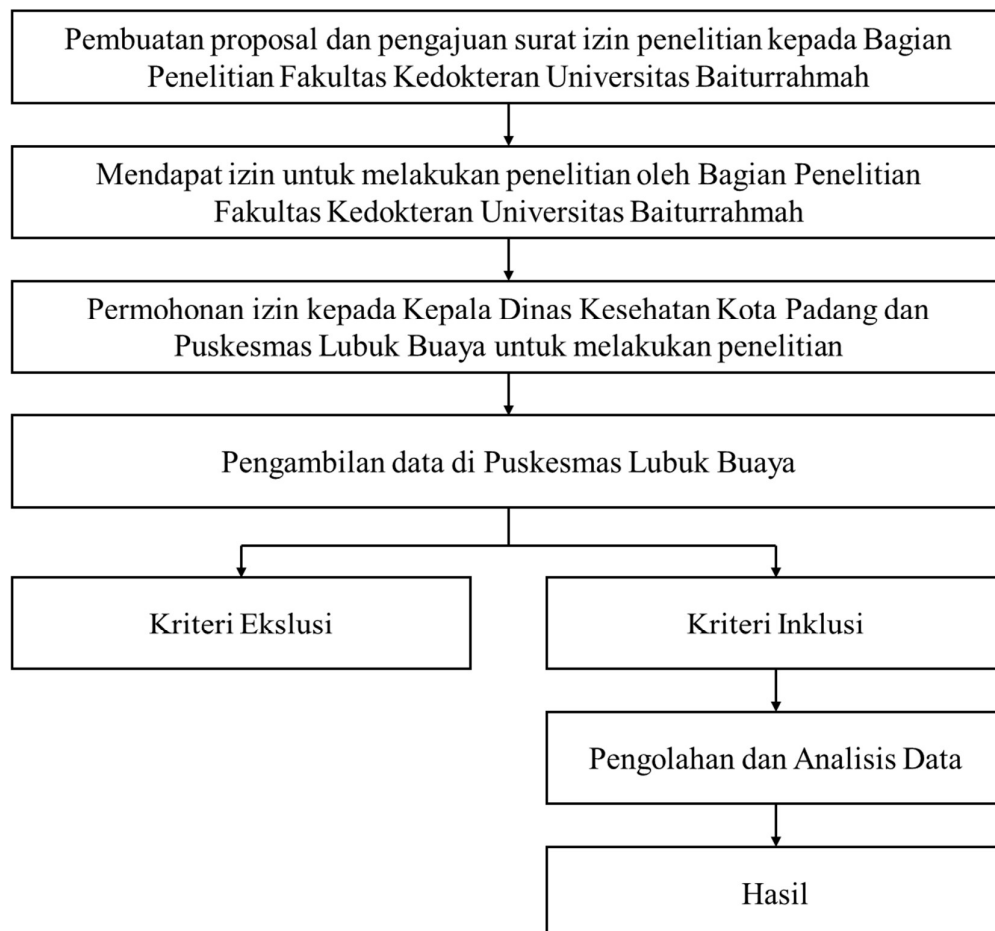 Pembuatan proposal dan pengajuan surat izin penelitian kepada Bagian
Penelitian Fakultas Kedokteran Universitas Baiturrahmah
Mendapat izin untuk melakukan penelitian oleh Bagian Penelitian
Fakultas Kedokteran Universitas Baiturrahmah
Permohonan izin kepada Kepala Dinas Kesehatan Kota Padang dan
Puskesmas Lubuk Buaya untuk melakukan penelitian
Pengambilan data di Puskesmas Lubuk Buaya
Kriteri Ekslusi
Kriteri Inklusi
Pengolahan dan Analisis Data
Hasil